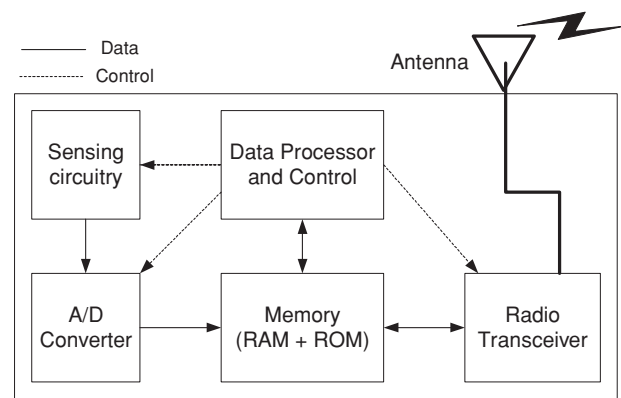 Data
Control
Antenna
Sensing
circuitry
Data Processor
and Control
A/D
Converter
Memory
(RAM + ROM)
Radio
Transceiver